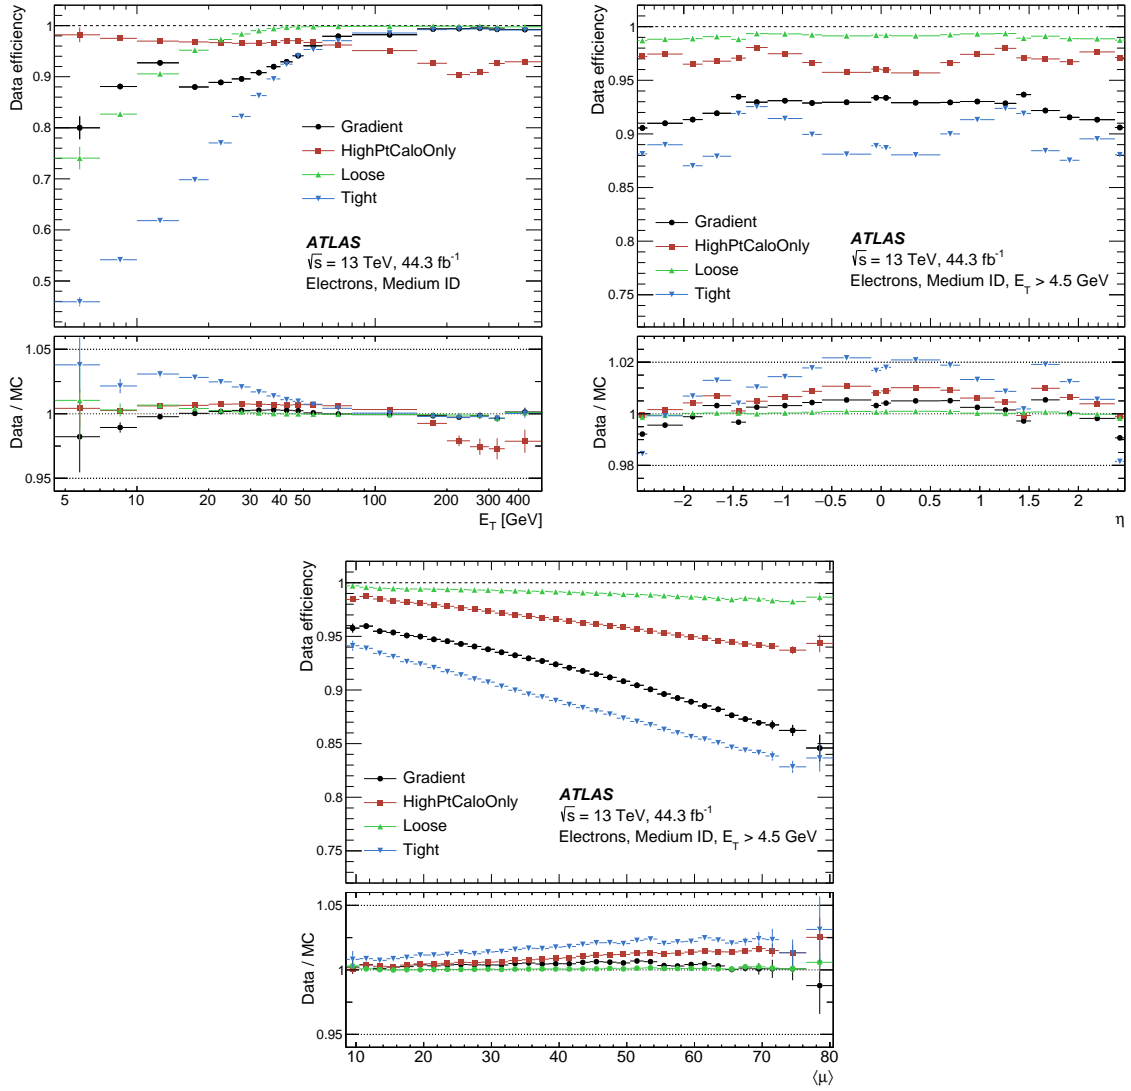 Data efficiency
1
0.9
0.8
0.7
0.6
0.5
Gradient
HighPtCaloOnly
Loose
Tight
ATLAS
√s = 13 TeV, 44.3 fb⁻¹
Electrons, Medium ID
Data / MC
1.05
1
0.95
5 10 20 30 40 50 100 200 300 400
E_T [GeV]
Data efficiency
1
0.95
0.9
0.85
0.8
0.75
Gradient
HighPtCaloOnly
Loose
Tight
ATLAS
√s = 13 TeV, 44.3 fb⁻¹
Electrons, Medium ID, E_T > 4.5 GeV
Data / MC
1.02
1
0.98
−2 −1.5 −1 −0.5 0 0.5 1 1.5 2
η
Data efficiency
1
0.95
0.9
0.85
0.8
0.75
Gradient
HighPtCaloOnly
Loose
Tight
ATLAS
√s = 13 TeV, 44.3 fb⁻¹
Electrons, Medium ID, E_T > 4.5 GeV
Data / MC
1.05
1
0.95
10 20 30 40 50 60 70 80
⟨μ⟩